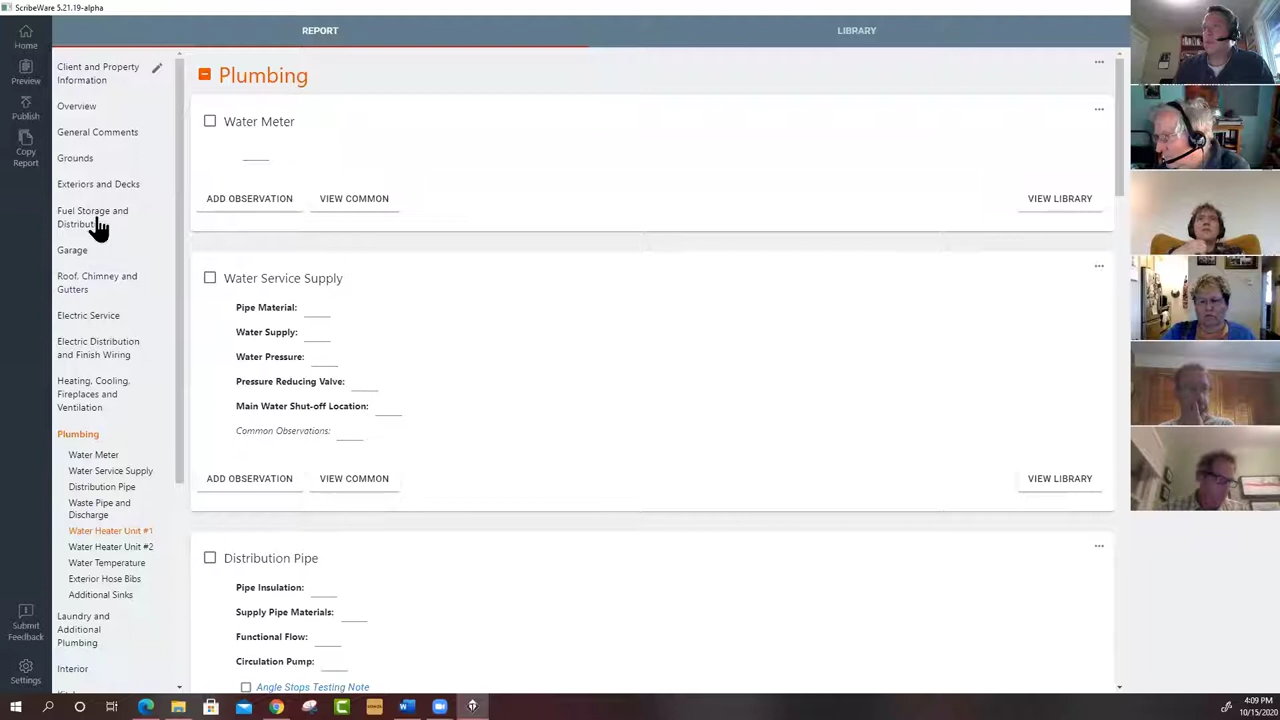 ScribeWare 5.21.19-alpha
Home
Preview
Publish
Copy
Report
Submit
Feedback
Settings
REPORT
LIBRARY
Client and Property
Information
Overview
General Comments
Grounds
Exteriors and Decks
Fuel Storage and
Garage
Roof, Chimney and
Gutters
Electric Service
Electric Distribution
and Finish Wiring
Heating, Cooling,
Fireplaces and
Ventilation
Plumbing
Water Meter
Water Service Supply
Distribution Pipe
Waste Pipe and
Discharge
Water Heater Unit #1
Water Heater Unit #2
Water Temperature
Exterior Hose Bibs
Additional Sinks
Laundry and
Additional
Plumbing
Interior
Plumbing
Water Meter
ADD OBSERVATION
VIEW COMMON
VIEW LIBRARY
Water Service Supply
Pipe Material:
Water Supply:
Water Pressure:
Pressure Reducing Valve:
Main Water Shut-off Location:
Common Observations:
ADD OBSERVATION
VIEW COMMON
VIEW LIBRARY
Distribution Pipe
Pipe Insulation:
Supply Pipe Materials:
Functional Flow:
Circulation Pump:
Angle Stops Testing Note
4:09 PM
10/15/2020